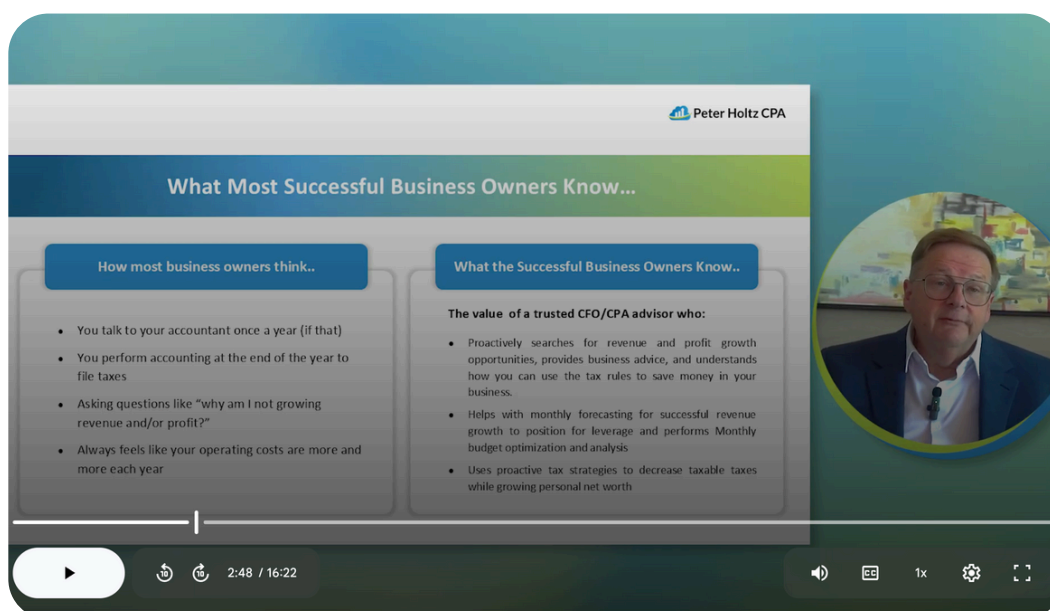 Peter Holtz CPA
What Most Successful Business Owners Know...
How most business owners think..
• You talk to your accountant once a year (if that)
• You perform accounting at the end of the year to
file taxes
• Asking questions like “why am I not growing
revenue and/or profit?”
• Always feels like your operating costs are more and
more each year
What the Successful Business Owners Know..
The value of a trusted CFO/CPA advisor who:
• Proactively searches for revenue and profit growth
opportunities, provides business advice, and understands
how you can use the tax rules to save money in your
business.
• Helps with monthly forecasting for successful revenue
growth to position for leverage and performs Monthly
budget optimization and analysis
• Uses proactive tax strategies to decrease taxable taxes
while growing personal net worth
10 10 2:48 / 16:22 CC 1x